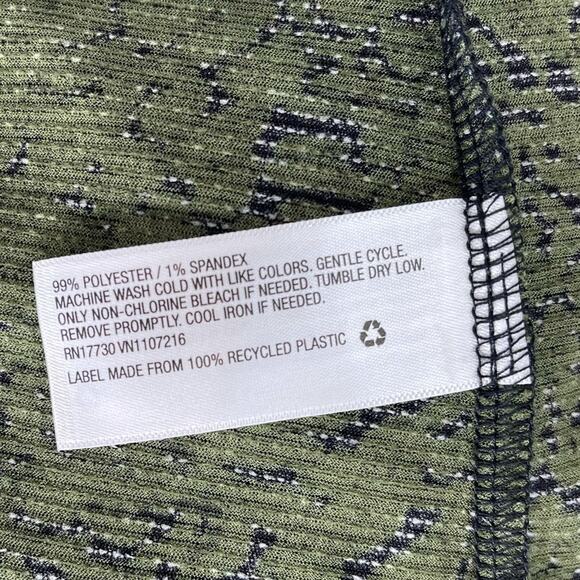 99% POLYESTER / 1% SPANDEX
MACHINE WASH COLD WITH LIKE COLORS. GENTLE CYCLE.
ONLY NON-CHLORINE BLEACH IF NEEDED. TUMBLE DRY LOW.
REMOVE PROMPTLY. COOL IRON IF NEEDED.
RN17730 VN1107216
LABEL MADE FROM 100% RECYCLED PLASTIC